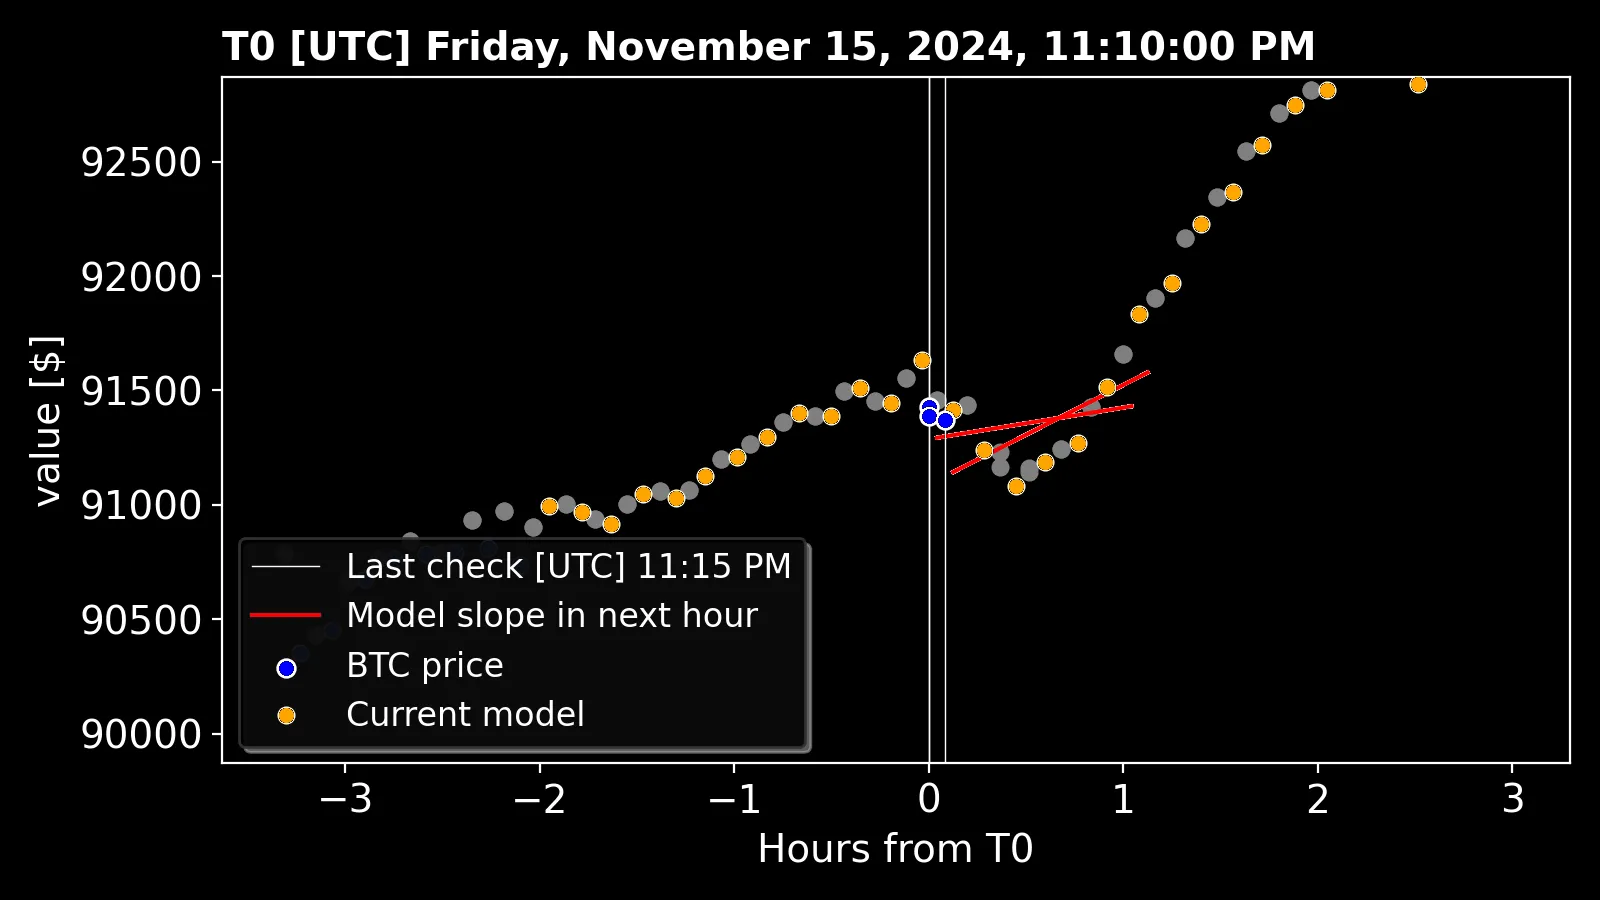 T0 [UTC] Friday, November 15, 2024, 11:10:00 PM
value [$]
92500
92000
91500
91000
90500
90000
Last check [UTC] 11:15 PM
Model slope in next hour
BTC price
Current model
−3 −2 −1 0 1 2 3
Hours from T0